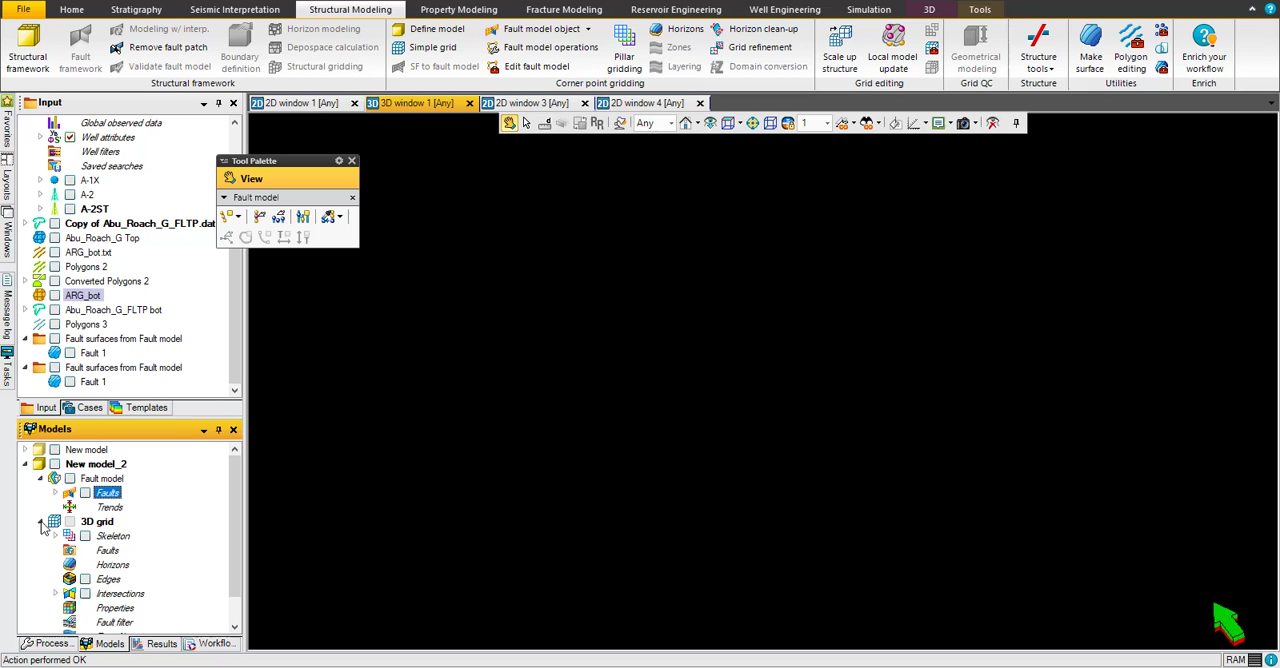 File Home Stratigraphy Seismic Interpretation Structural Modeling Property Modeling Fracture Modeling Reservoir Engineering Well Engineering Simulation 3D Tools
Structural framework
Fault framework
Modeling w/ interp.
Remove fault patch
Validate fault model
Boundary definition
Horizon modeling
Depospace calculation
Structural gridding
Structural framework
Define model
Simple grid
SF to fault model
Fault model object
Fault model operations
Edit fault model
Pillar gridding
Horizons
Zones
Layering
Horizon clean-up
Grid refinement
Domain conversion
Corner point gridding
Scale up structure
Local model update
Grid editing
Geometrical modeling
Grid QC
Structure tools
Structure
Make surface
Polygon editing
Utilities
Enrich your workflow
Enrich
Favorites
Layouts
Windows
Message log
Tasks
Input
2D 2D window 1 [Any] 3D 3D window 1 [Any] 2D 2D window 3 [Any] 2D 2D window 4 [Any]
Any 1
Global observed data
Well attributes
Well filters
Saved searches
A-1X
A-2
A-2ST
Copy of Abu_Roach_G_FLTP.dat
Abu_Roach_G Top
ARG_bot.txt
Polygons 2
Converted Polygons 2
ARG_bot
Abu_Roach_G_FLTP bot
Polygons 3
Fault surfaces from Fault model
Fault 1
Fault surfaces from Fault model
Fault 1
Tool Palette
View
Fault model
Input Cases Templates
Models
New model
New model_2
Fault model
Faults
Trends
3D grid
Skeleton
Faults
Horizons
Edges
Intersections
Properties
Fault filter
Process... Models Results Workflo...
Action performed OK
RAM